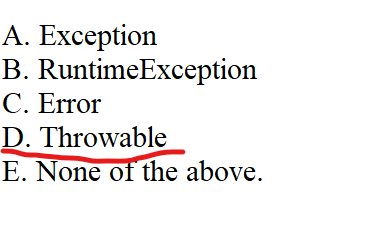 A. Exception
B. RuntimeException
C. Error
D. Throwable
E. None of the above.